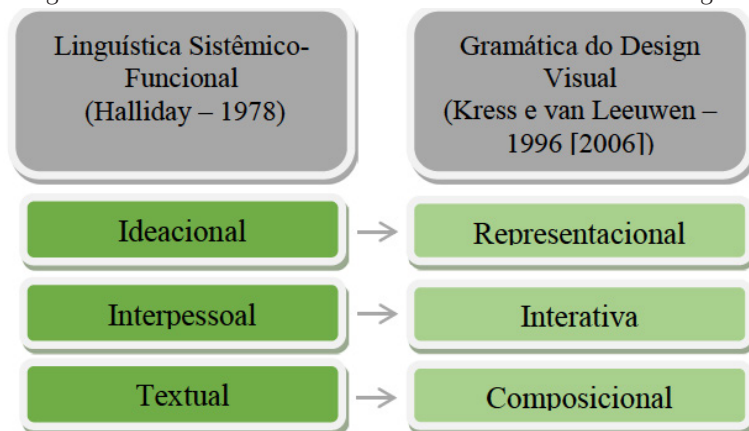 Linguística Sistêmico-
Funcional
(Halliday – 1978)
Gramática do Design
Visual
(Kress e van Leeuwen –
1996 [2006])
Ideacional
Representacional
Interpessoal
Interativa
Textual
Composicional